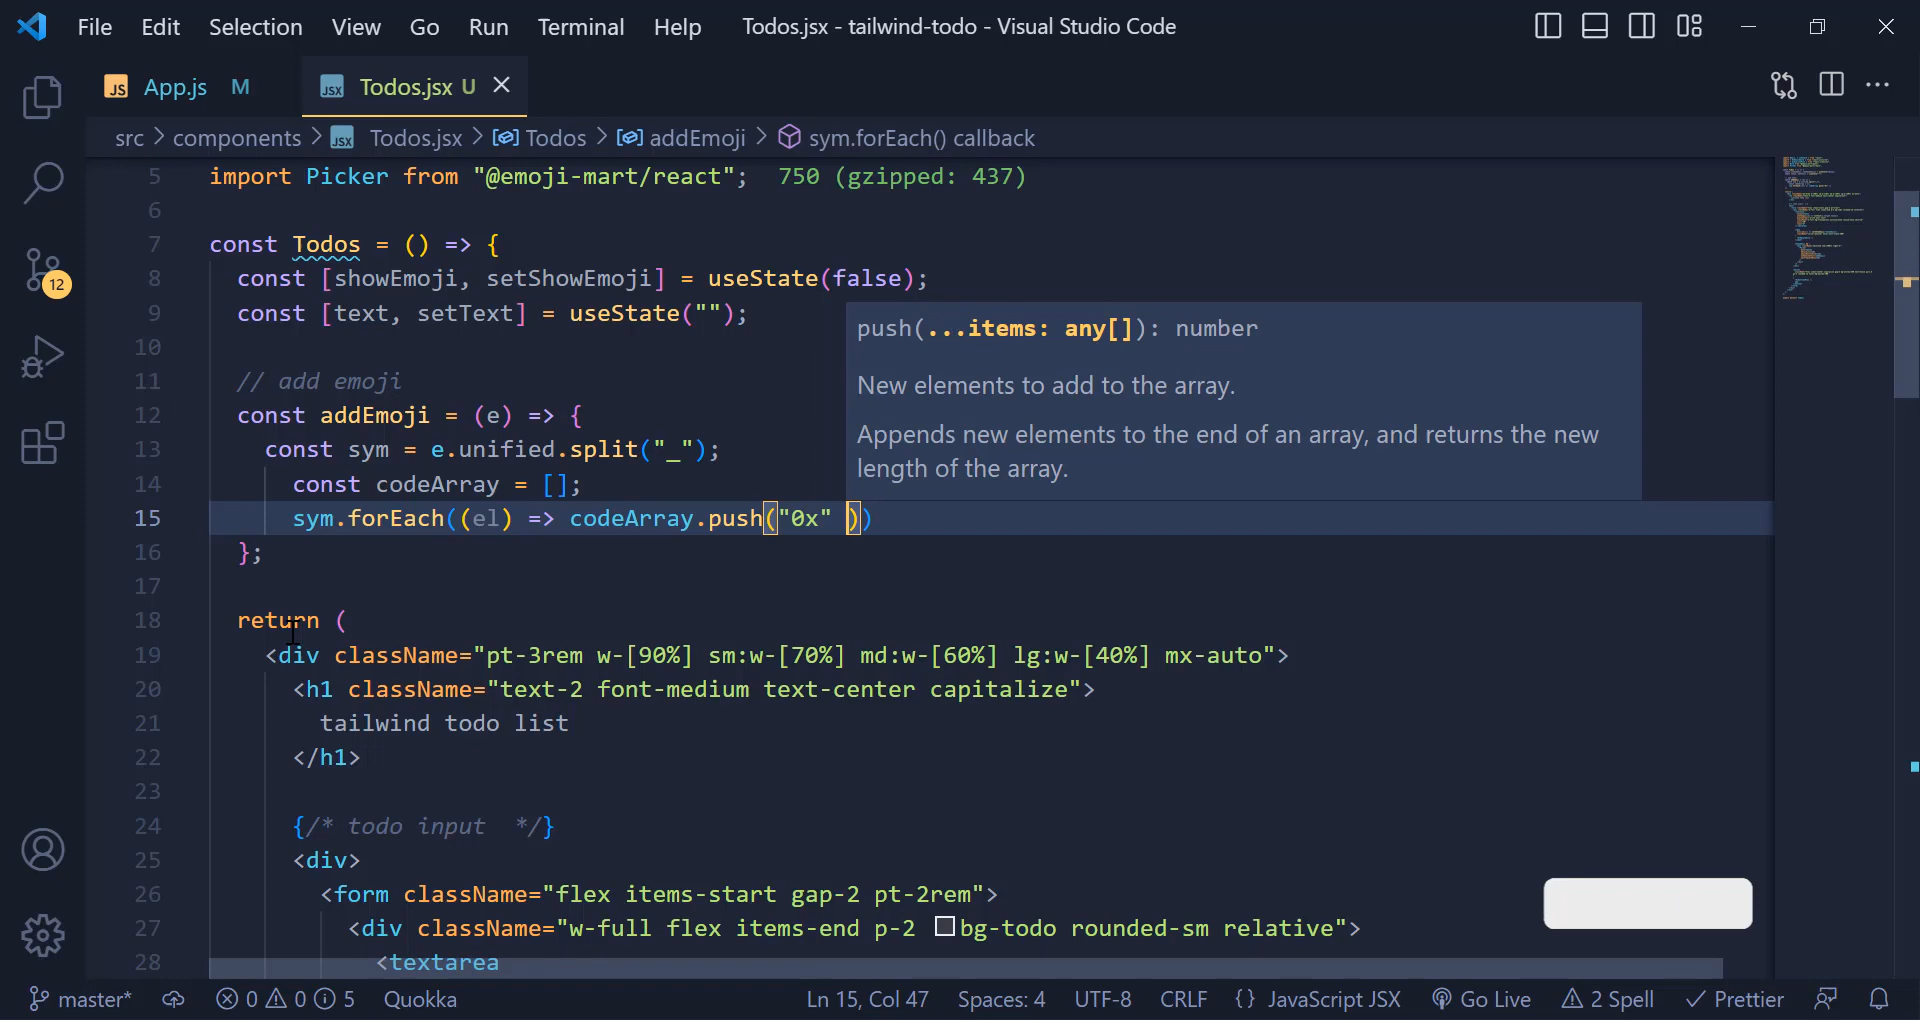 File Edit Selection View Go Run Terminal Help Todos.jsx - tailwind-todo - Visual Studio Code
JS App.js M JSX Todos.jsx U
src > components > JSX Todos.jsx > Todos > addEmoji > sym.forEach() callback
5 import Picker from "@emoji-mart/react"; 750 (gzipped: 437)
6
7 const Todos = () => {
8 const [showEmoji, setShowEmoji] = useState(false);
9 const [text, setText] = useState("");
push(...items: any[]): number
10
11 // add emoji
New elements to add to the array.
12 const addEmoji = (e) => {
13 const sym = e.unified.split("_");
Appends new elements to the end of an array, and returns the new
length of the array.
14 const codeArray = [];
15 sym.forEach((el) => codeArray.push("0x" ))
16 };
17
18 return (
19 <div className="pt-3rem w-[90%] sm:w-[70%] md:w-[60%] lg:w-[40%] mx-auto">
20 <h1 className="text-2 font-medium text-center capitalize">
21 tailwind todo list
22 </h1>
23
24 {/* todo input  */}
25 <div>
26 <form className="flex items-start gap-2 pt-2rem">
27 <div className="w-full flex items-end p-2 bg-todo rounded-sm relative">
28 <textarea
12
master* 0 0 5 Quokka Ln 15, Col 47 Spaces: 4 UTF-8 CRLF {} JavaScript JSX Go Live 2 Spell Prettier